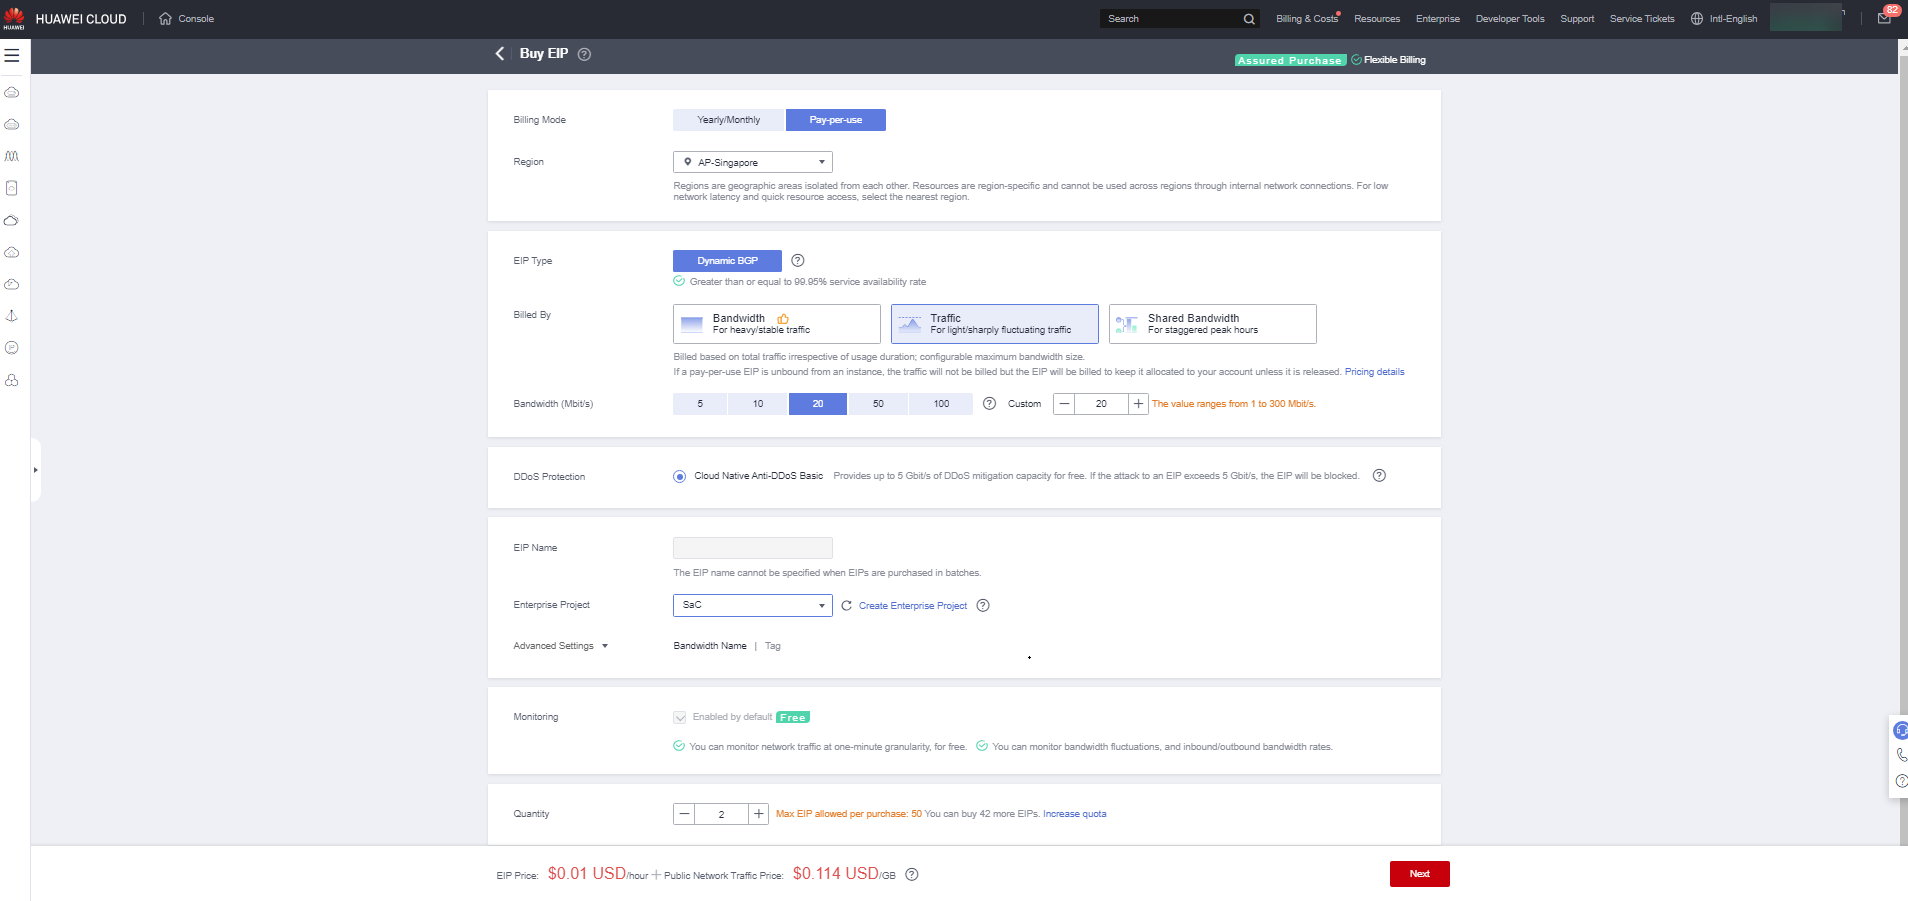 HUAWEI
HUAWEI CLOUD
Console
Search
Billing & Costs
Resources
Enterprise
Developer Tools
Support
Service Tickets
Intl-English
82
Buy EIP
Assured Purchase
Flexible Billing
Billing Mode
Yearly/Monthly
Pay-per-use
Region
AP-Singapore
Regions are geographic areas isolated from each other. Resources are region-specific and cannot be used across regions through internal network connections. For low
network latency and quick resource access, select the nearest region.
EIP Type
Dynamic BGP
Greater than or equal to 99.95% service availability rate
Billed By
Bandwidth
For heavy/stable traffic
Traffic
For light/sharply fluctuating traffic
Shared Bandwidth
For staggered peak hours
Billed based on total traffic irrespective of usage duration; configurable maximum bandwidth size.
If a pay-per-use EIP is unbound from an instance, the traffic will not be billed but the EIP will be billed to keep it allocated to your account unless it is released. Pricing details
Bandwidth (Mbit/s)
5
10
20
50
100
Custom
20
The value ranges from 1 to 300 Mbit/s.
DDoS Protection
Cloud Native Anti-DDoS Basic
Provides up to 5 Gbit/s of DDoS mitigation capacity for free. If the attack to an EIP exceeds 5 Gbit/s, the EIP will be blocked.
EIP Name
The EIP name cannot be specified when EIPs are purchased in batches.
Enterprise Project
SaC
Create Enterprise Project
Advanced Settings
Bandwidth Name | Tag
Monitoring
Enabled by default
Free
You can monitor network traffic at one-minute granularity, for free.
You can monitor bandwidth fluctuations, and inbound/outbound bandwidth rates.
Quantity
2
Max EIP allowed per purchase: 50 You can buy 42 more EIPs. Increase quota
EIP Price: $0.01 USD/hour + Public Network Traffic Price: $0.114 USD/GB
Next